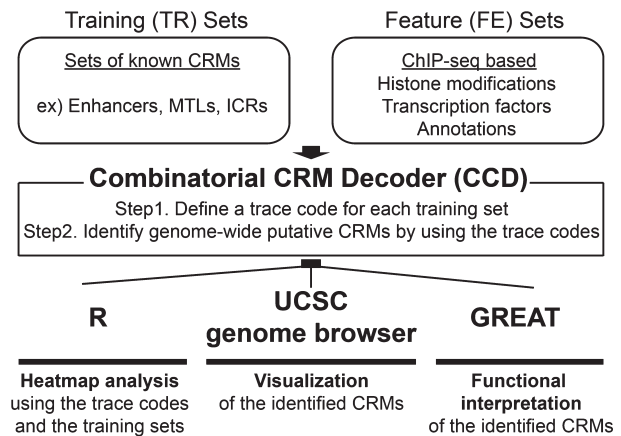 Training (TR) Sets
Feature (FE) Sets
Sets of known CRMs
ex) Enhancers, MTLs, ICRs
ChIP-seq based
Histone modifications
Transcription factors
Annotations
Combinatorial CRM Decoder (CCD)
Step1. Define a trace code for each training set
Step2. Identify genome-wide putative CRMs by using the trace codes
R
UCSC
genome browser
GREAT
Heatmap analysis
using the trace codes
and the training sets
Visualization
of the identified CRMs
Functional
interpretation
of the identified CRMs